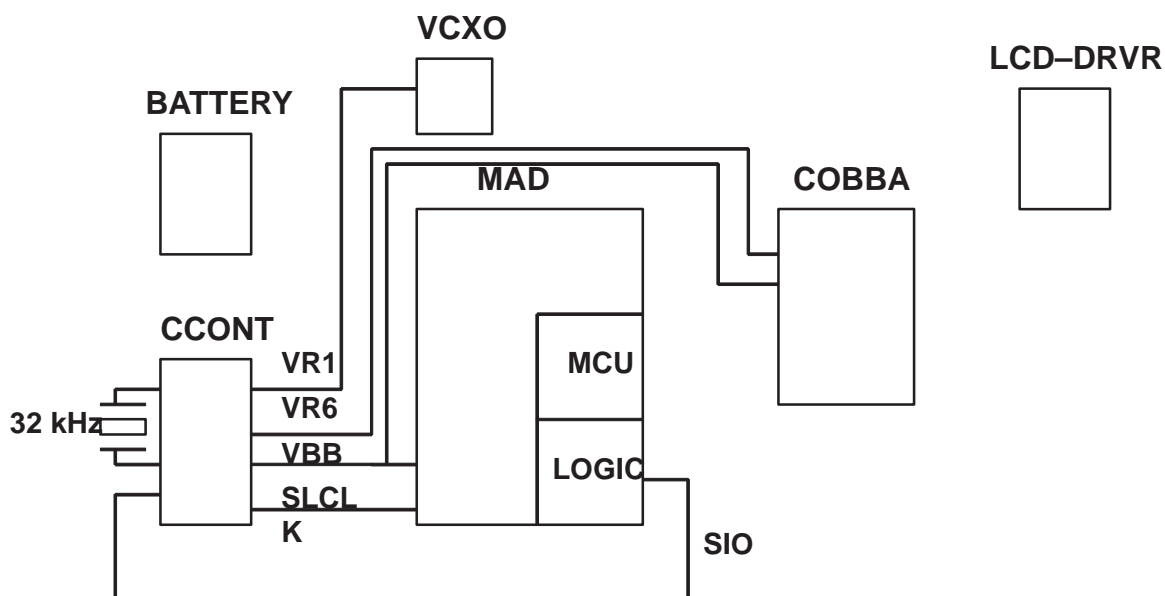 VCXO
LCD–DRVR
BATTERY
MAD
COBBA
CCONT
VR1
MCU
VR6
32 kHz
VBB
LOGIC
SLCL
K
SIO